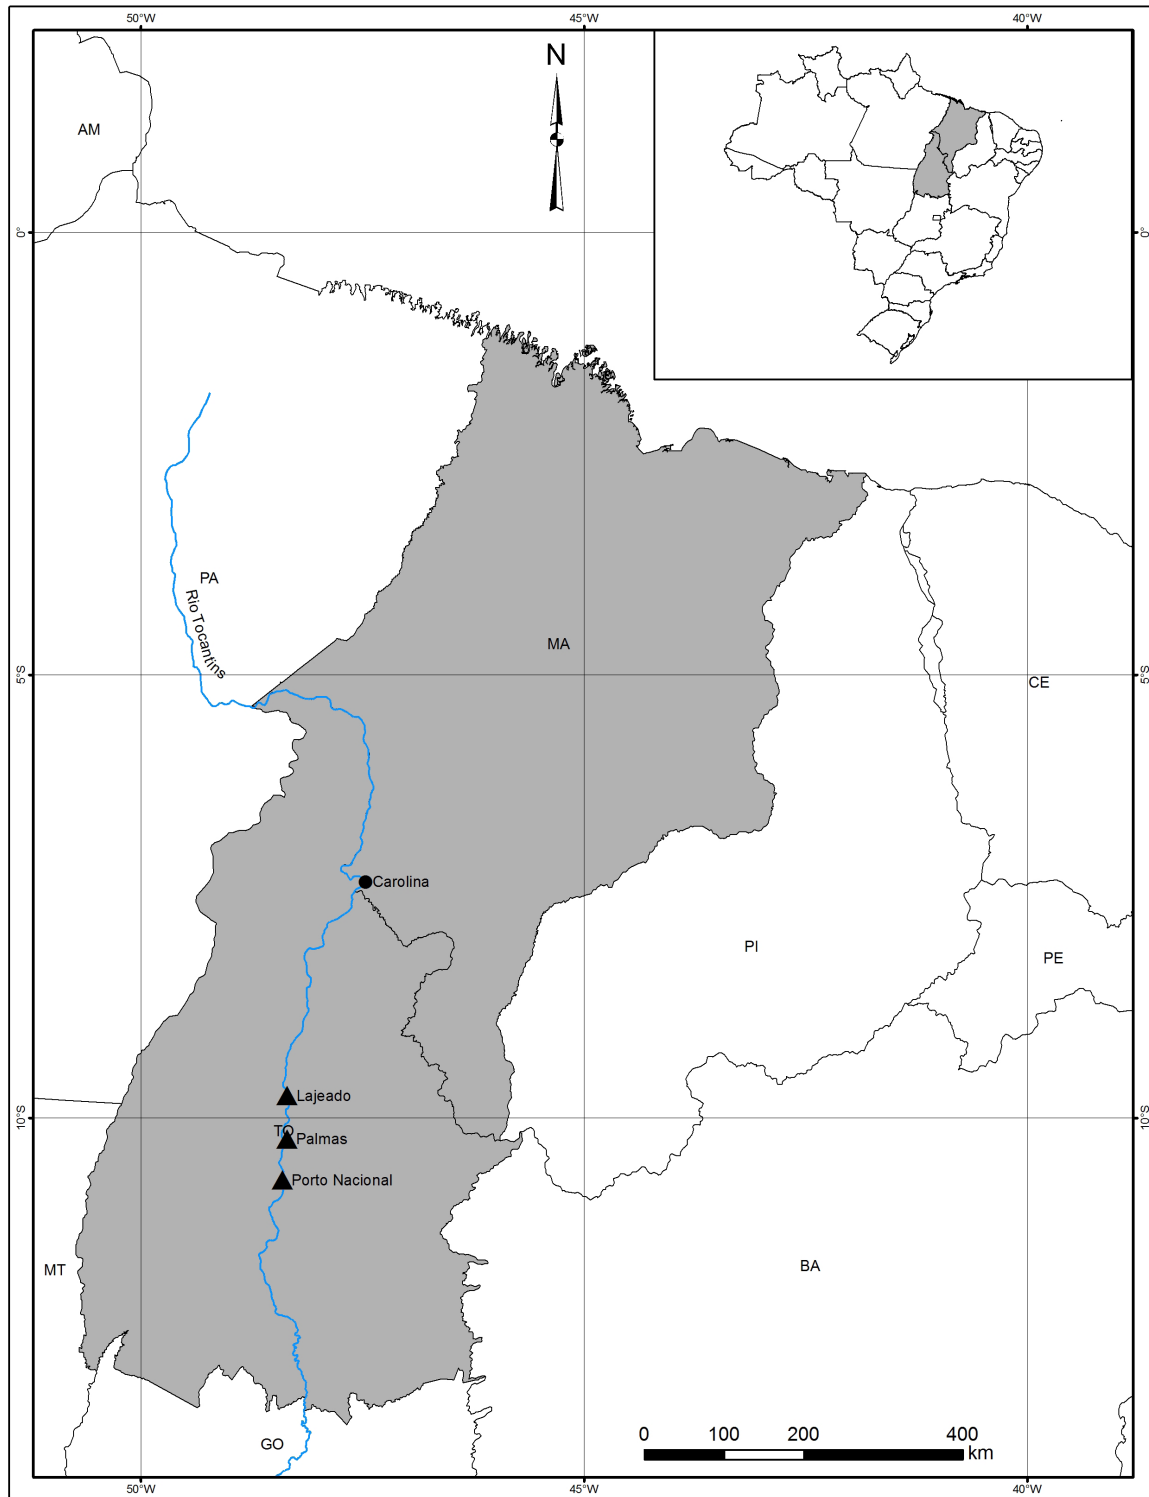 50°W 45°W 40°W
N
AM
0° 0°
PA
Rio Tocantins
MA
5°S 5°S
CE
Carolina
PI
PE
Lajeado
10°S 10°S
TO
Palmas
Porto Nacional
MT
BA
GO
0 100 200 400
km
50°W 45°W 40°W